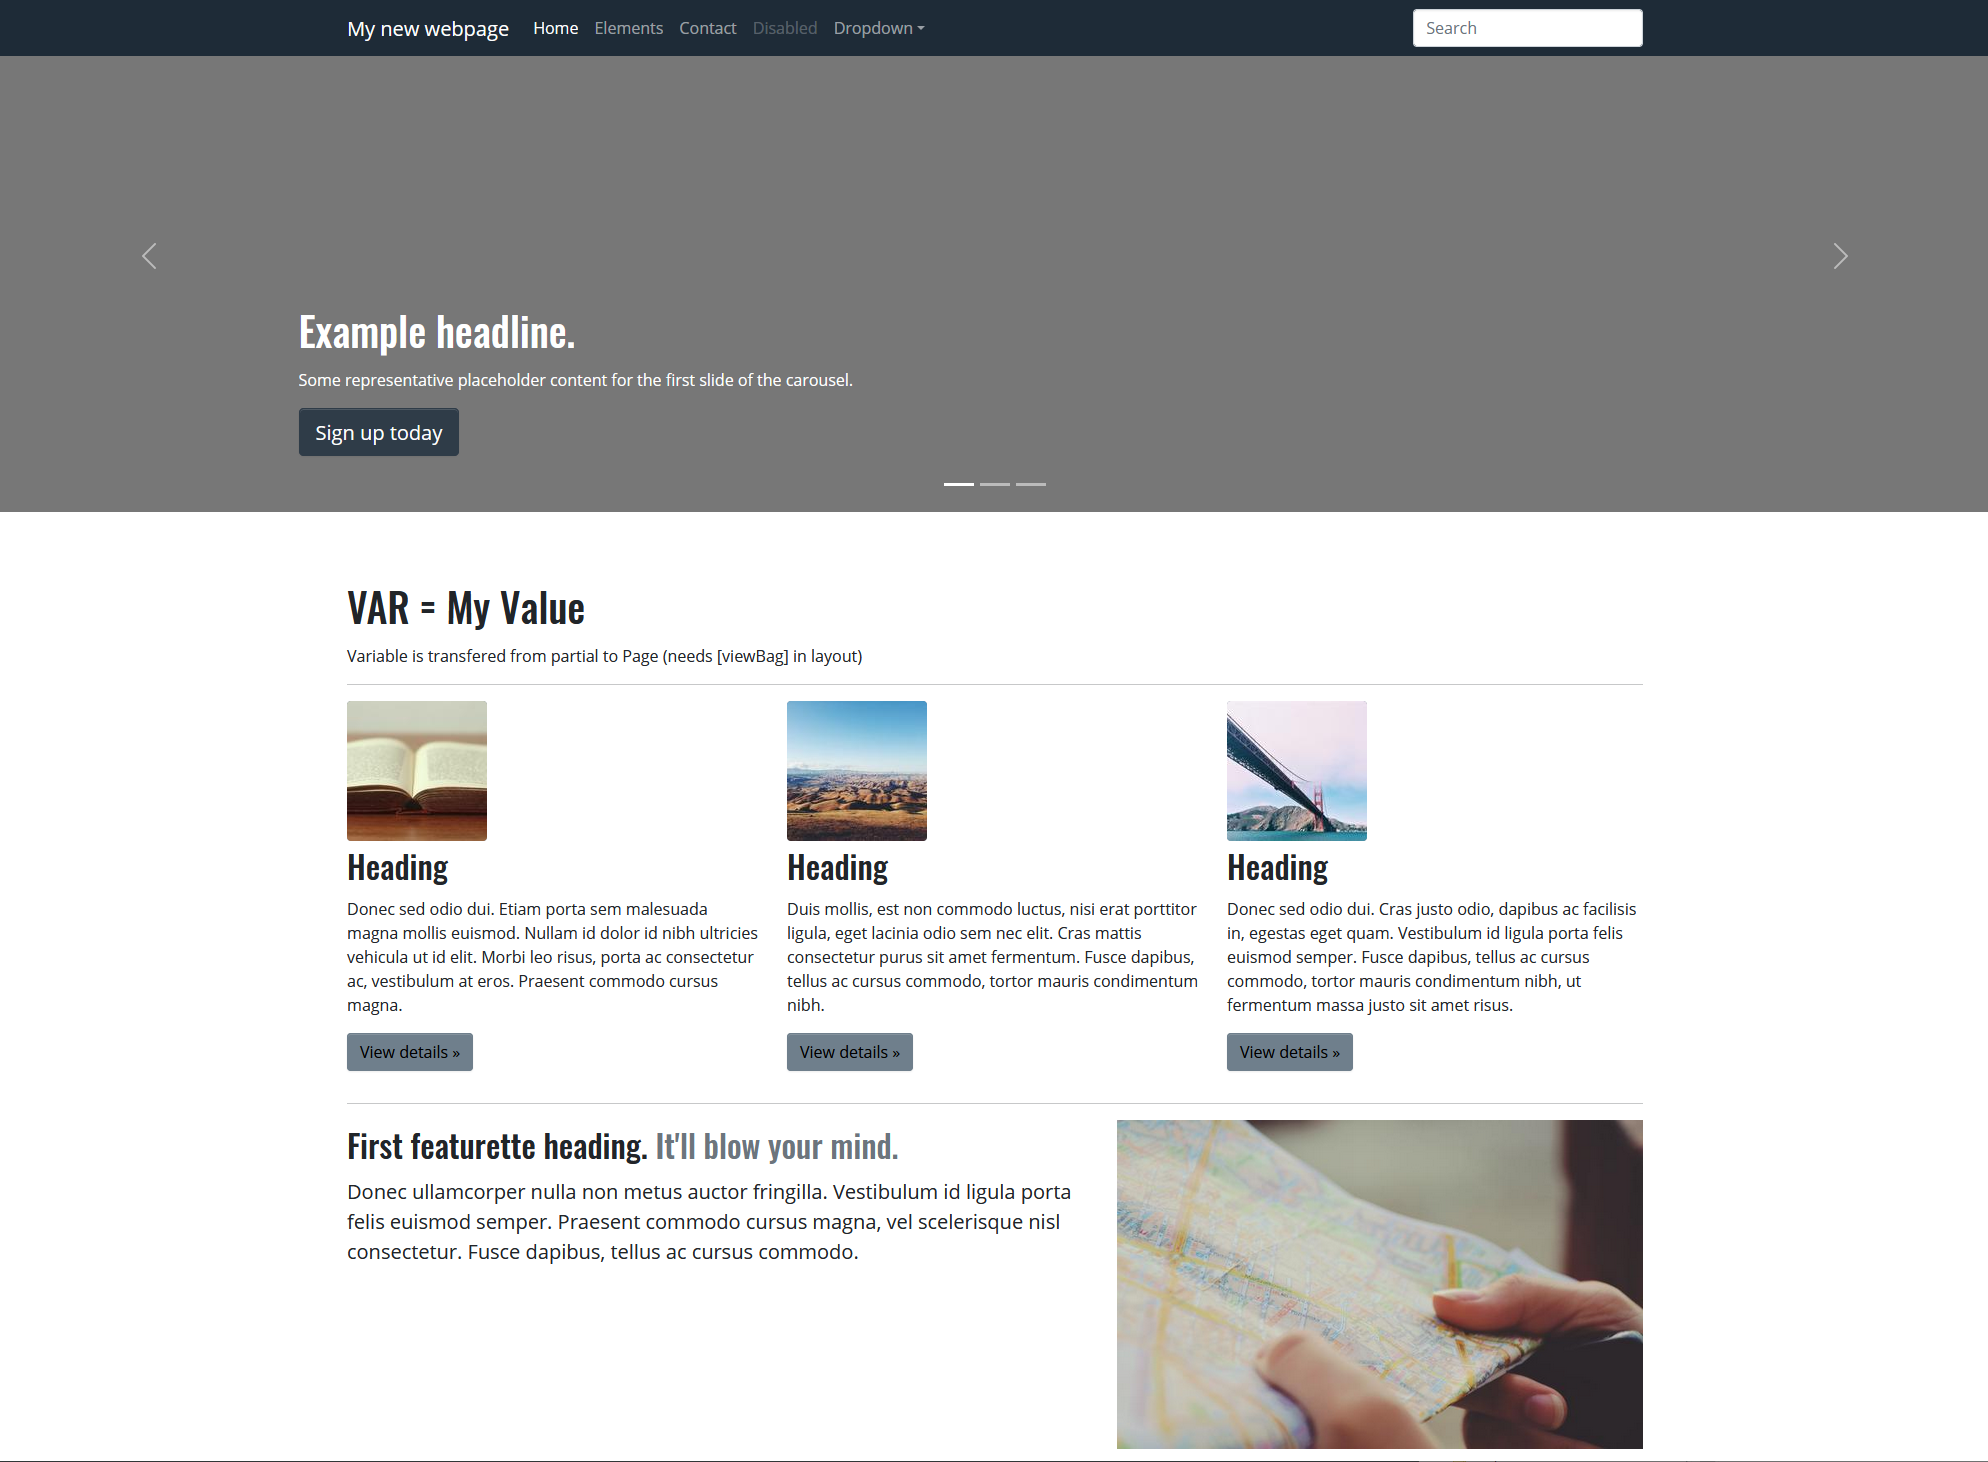 My new webpage Home Elements Contact Disabled Dropdown Search
Example headline.
Some representative placeholder content for the first slide of the carousel.
Sign up today
VAR = My Value
Variable is transfered from partial to Page (needs [viewBag] in layout)
Heading
Donec sed odio dui. Etiam porta sem malesuada
magna mollis euismod. Nullam id dolor id nibh ultricies
vehicula ut id elit. Morbi leo risus, porta ac consectetur
ac, vestibulum at eros. Praesent commodo cursus
magna.
View details »
Heading
Duis mollis, est non commodo luctus, nisi erat porttitor
ligula, eget lacinia odio sem nec elit. Cras mattis
consectetur purus sit amet fermentum. Fusce dapibus,
tellus ac cursus commodo, tortor mauris condimentum
nibh.
View details »
Heading
Donec sed odio dui. Cras justo odio, dapibus ac facilisis
in, egestas eget quam. Vestibulum id ligula porta felis
euismod semper. Fusce dapibus, tellus ac cursus
commodo, tortor mauris condimentum nibh, ut
fermentum massa justo sit amet risus.
View details »
First featurette heading. It'll blow your mind.
Donec ullamcorper nulla non metus auctor fringilla. Vestibulum id ligula porta
felis euismod semper. Praesent commodo cursus magna, vel scelerisque nisl
consectetur. Fusce dapibus, tellus ac cursus commodo.